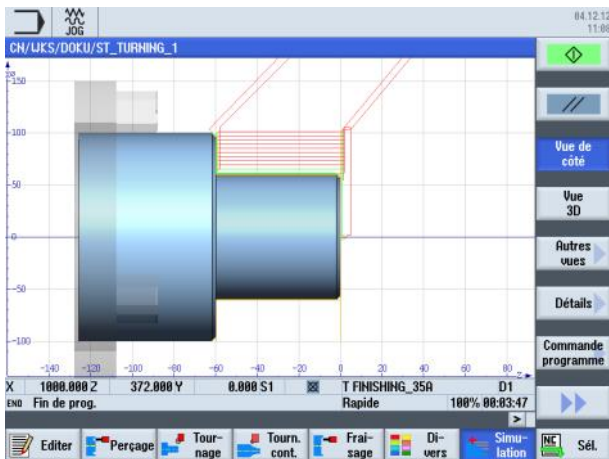 JOG
04.12.12
11:08
CN/WKS/DOKU/ST_TURNING_1
150
100
50
0
-50
-100
-140 -120 -100 -80 -60 -40 -20 0 20 40 60 80 Z
Vue de côté
Vue 3D
Autres vues
Détails
Commande programme
X 1000.000 Z 372.000 Y 0.000 S1 T FINISHING_35A D1
END Fin de prog. Rapide 100% 00:03:47
>
Editer
Perçage
Tour-
nage
Tourn.
cont.
Frai-
sage
Di-
vers
Simu-
lation
NC Sél.